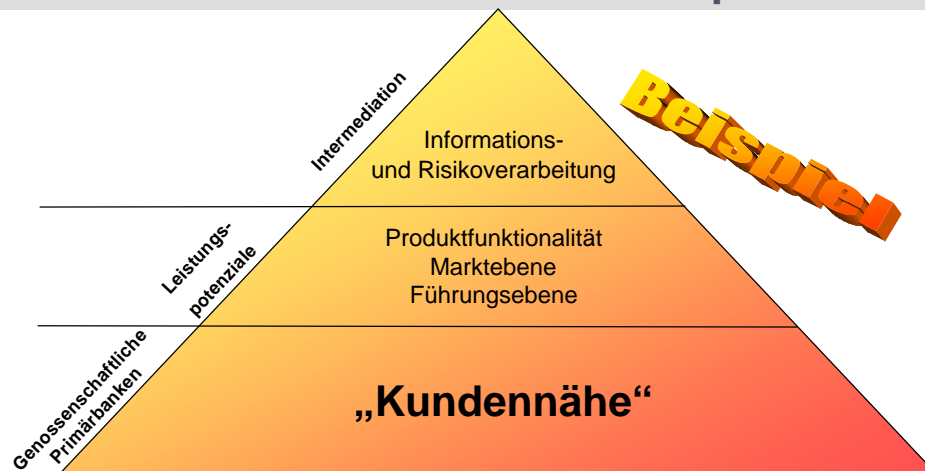 Intermediation
Informations-
und Risikoverarbeitung
Beispiel
Leistungs-
potenziale
Produktfunktionalität
Marktebene
Führungsebene
Genossenschaftliche
Primärbanken
„Kundennähe“